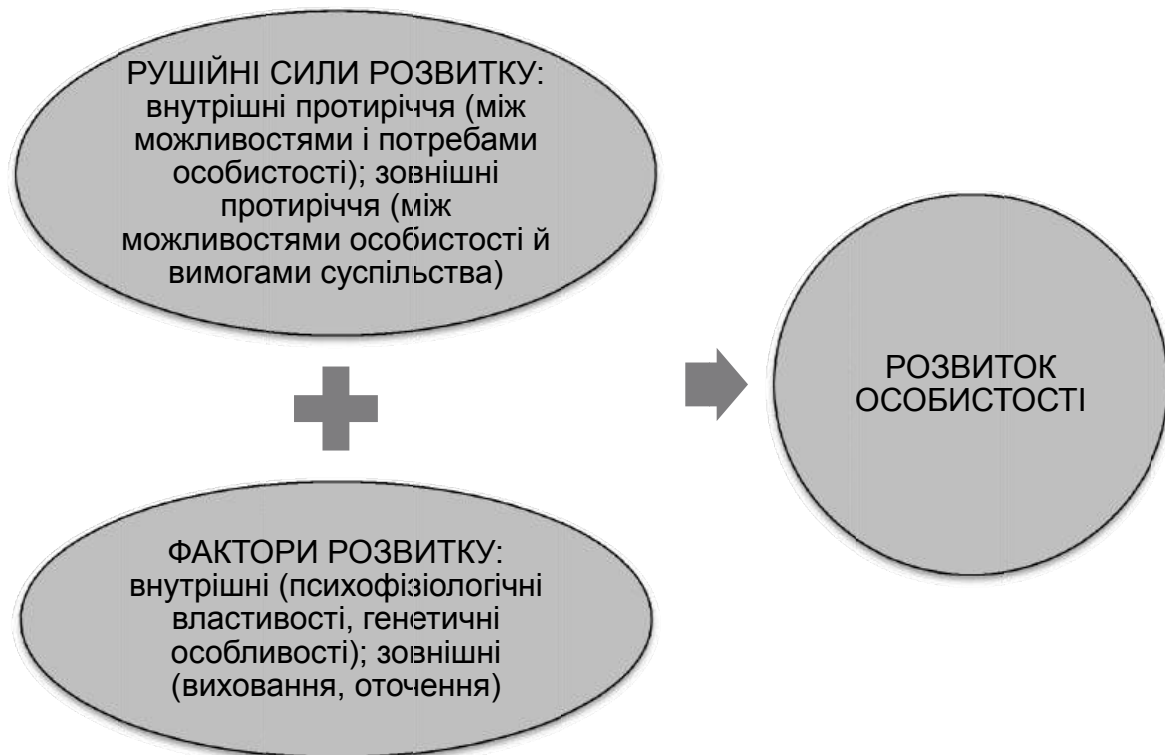 РУШІЙНІ СИЛИ РОЗВИТКУ:
внутрішні протиріччя (між
можливостями і потребами
особистості); зовнішні
протиріччя (між
можливостями особистості й
вимогами суспільства)
ФАКТОРИ РОЗВИТКУ:
внутрішні (психофізіологічні
властивості, генетичні
особливості); зовнішні
(виховання, оточення)
РОЗВИТОК
ОСОБИСТОСТІ